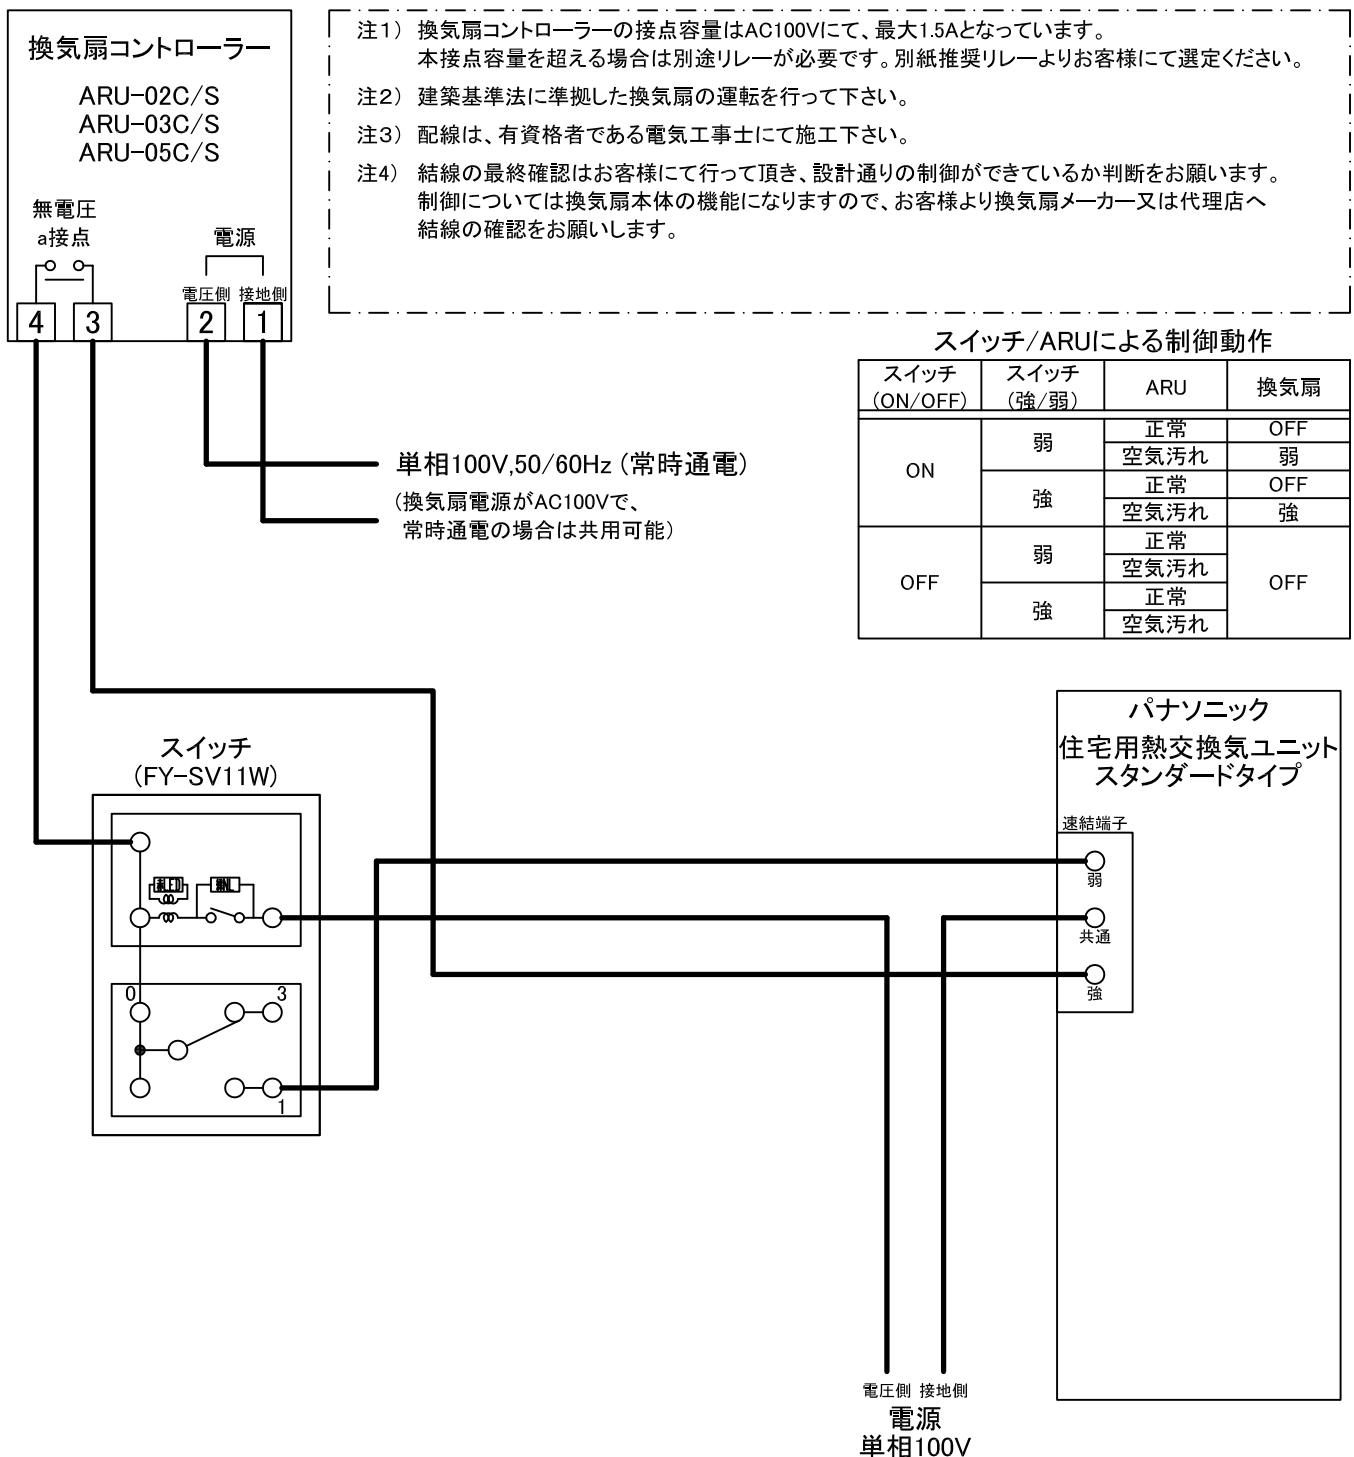 換気扇コントローラー
ARU-02C/S
ARU-03C/S
ARU-05C/S
無電圧
a接点
電源
電圧側 接地側
4 3 2 1
注1) 換気扇コントローラーの接点容量はAC100Vにて、最大1.5Aとなっています。
本接点容量を超える場合は別途リレーが必要です。別紙推奨リレーよりお客様にて選定ください。
注2) 建築基準法に準拠した換気扇の運転を行って下さい。
注3) 配線は、有資格者である電気工事士にて施工下さい。
注4) 結線の最終確認はお客様にて行って頂き、設計通りの制御ができているか判断をお願います。
制御については換気扇本体の機能になりますので、お客様より換気扇メーカー又は代理店へ
結線の確認をお願いします。
スイッチ/ARUによる制御動作
スイッチ (ON/OFF) スイッチ (強/弱) ARU 換気扇
ON 弱 正常 OFF
空気汚れ 弱
強 正常 OFF
空気汚れ 強
OFF 弱 正常 OFF
空気汚れ
強 正常
空気汚れ
単相100V,50/60Hz (常時通電)
(換気扇電源がAC100Vで、
常時通電の場合は共用可能)
スイッチ
(FY-SV11W)
0 3
1
パナソニック
住宅用熱交換気ユニット
スタンダードタイプ
速結端子
弱
共通
強
電圧側 接地側
電源
単相100V